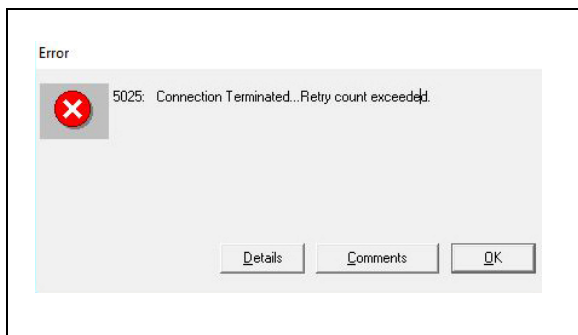 Error
5025: Connection Terminated...Retry count exceeded.
Details
Comments
OK